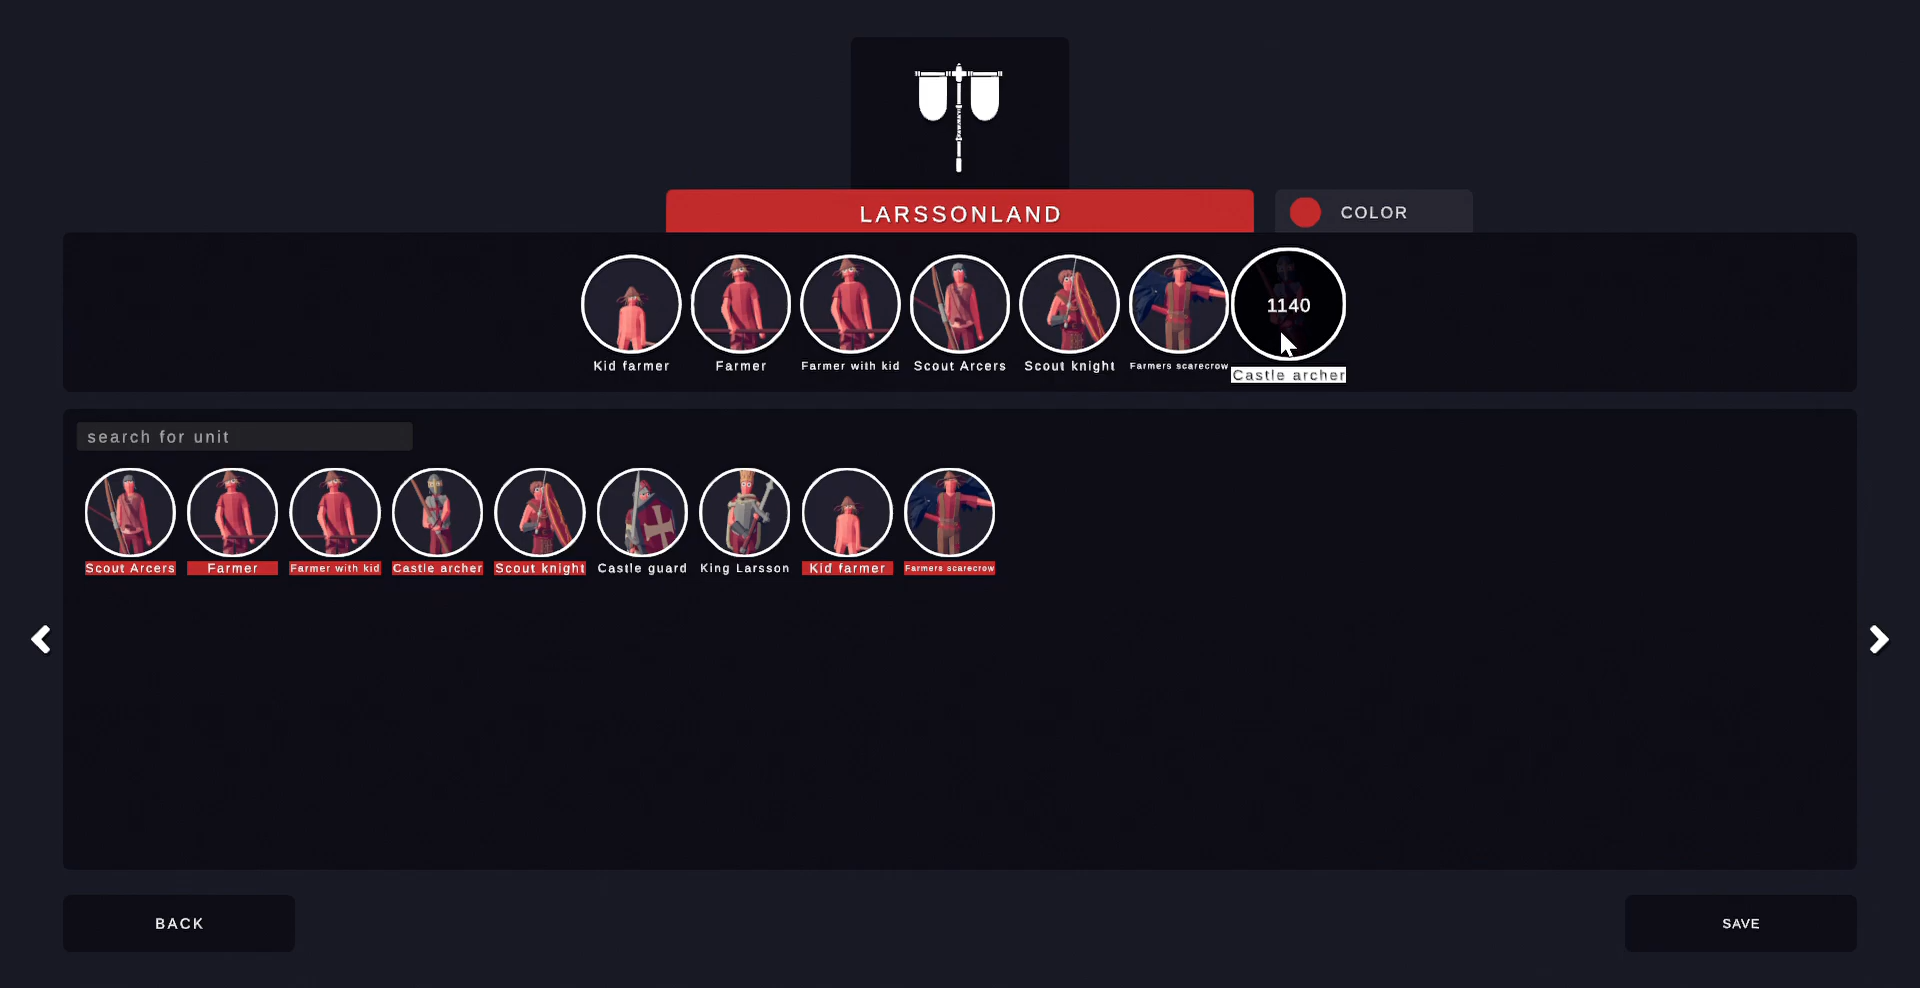 LARSSONLAND
COLOR
1140
Kid farmer
Farmer
Farmer with kid
Scout Arcers
Scout knight
Farmers scarecrow
Castle archer
search for unit
Scout Arcers
Farmer
Farmer with kid
Castle archer
Scout knight
Castle guard
King Larsson
Kid farmer
Farmers scarecrow
BACK
SAVE